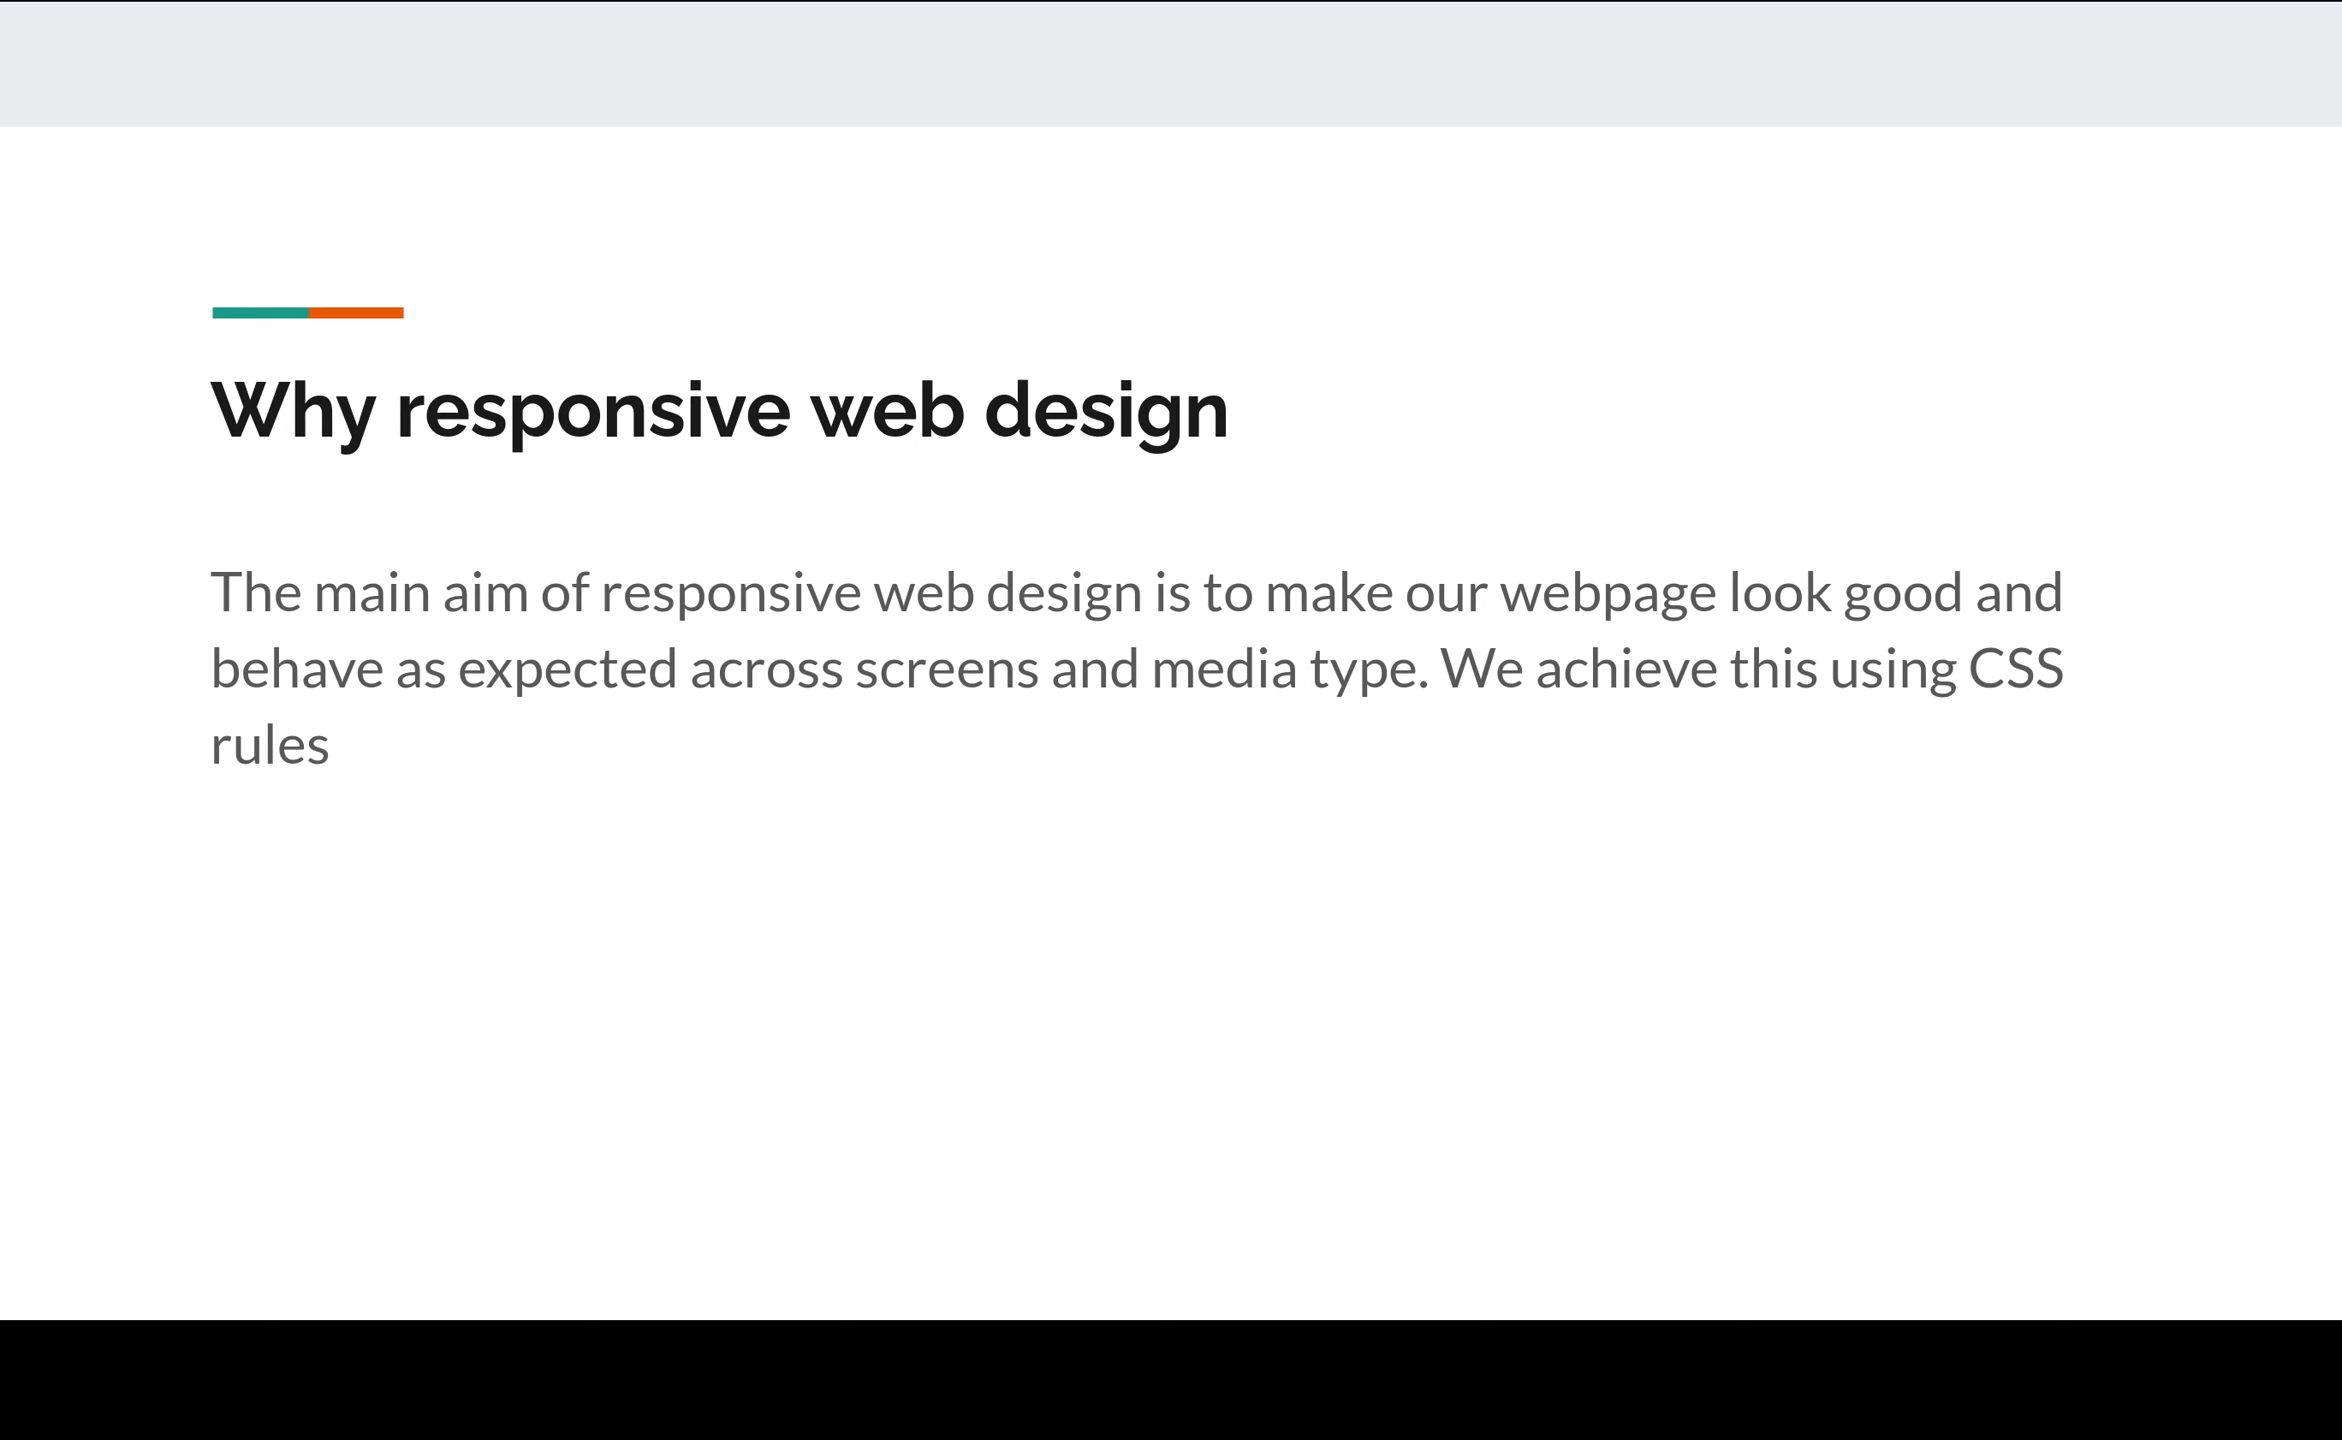 Why responsive web design
The main aim of responsive web design is to make our webpage look good and
behave as expected across screens and media type. We achieve this using CSS
rules